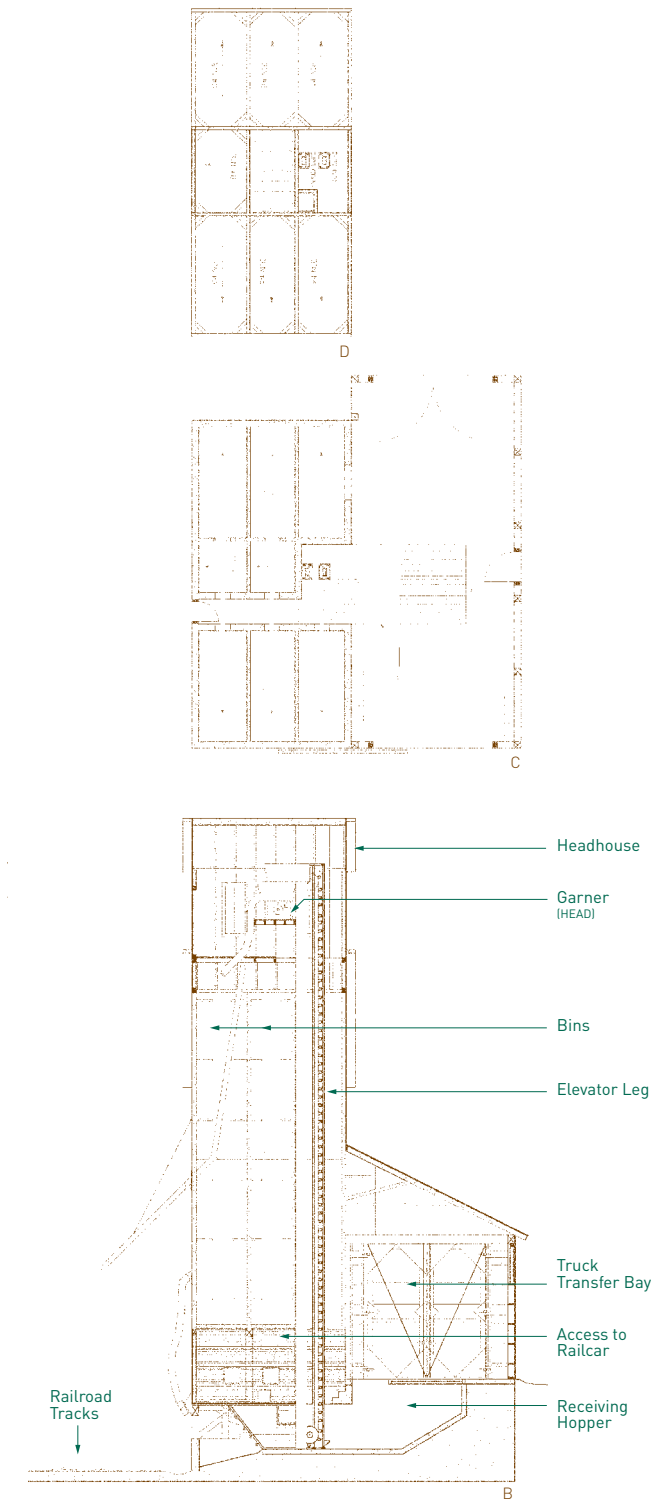 D
C
Headhouse
Garner
(HEAD)
Bins
Elevator Leg
Truck
Transfer Bay
Access to
Railcar
Railroad
Tracks
Receiving
Hopper
B